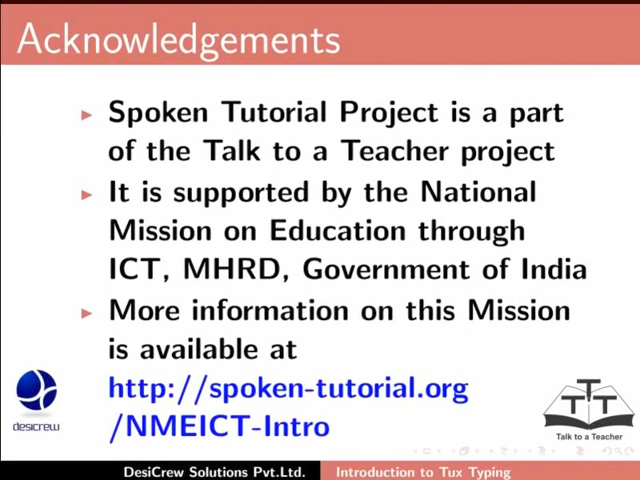 Acknowledgements
Spoken Tutorial Project is a part
of the Talk to a Teacher project
It is supported by the National
Mission on Education through
ICT, MHRD, Government of India
More information on this Mission
is available at
http://spoken-tutorial.org
/NMEICT-Intro
desicrew
TTT
Talk to a Teacher
DesiCrew Solutions Pvt.Ltd.
Introduction to Tux Typing